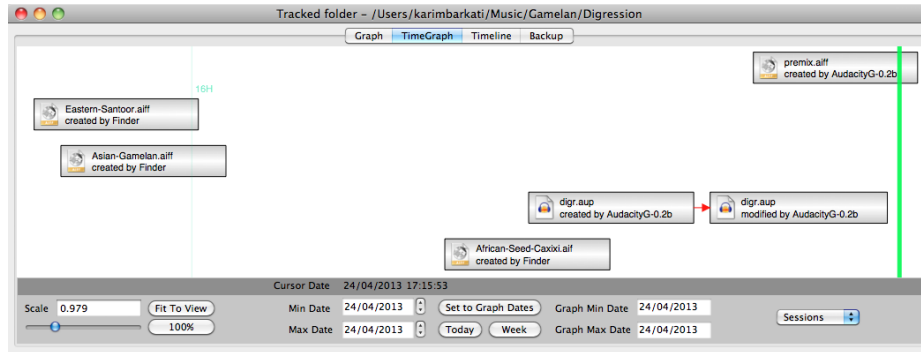 Tracked folder – /Users/karimbarkati/Music/Gamelan/Digression
Graph TimeGraph Timeline Backup
premix.aiff
created by AudacityG-0.2b
16H
Eastern-Santoor.aiff
created by Finder
Asian-Gamelan.aiff
created by Finder
digr.aup
created by AudacityG-0.2b
digr.aup
modified by AudacityG-0.2b
African-Seed-Caxixi.aif
created by Finder
Cursor Date 24/04/2013 17:15:53
Scale 0.979 Fit To View Min Date 24/04/2013 Set to Graph Dates Graph Min Date 24/04/2013 Sessions
100% Max Date 24/04/2013 Today Week Graph Max Date 24/04/2013